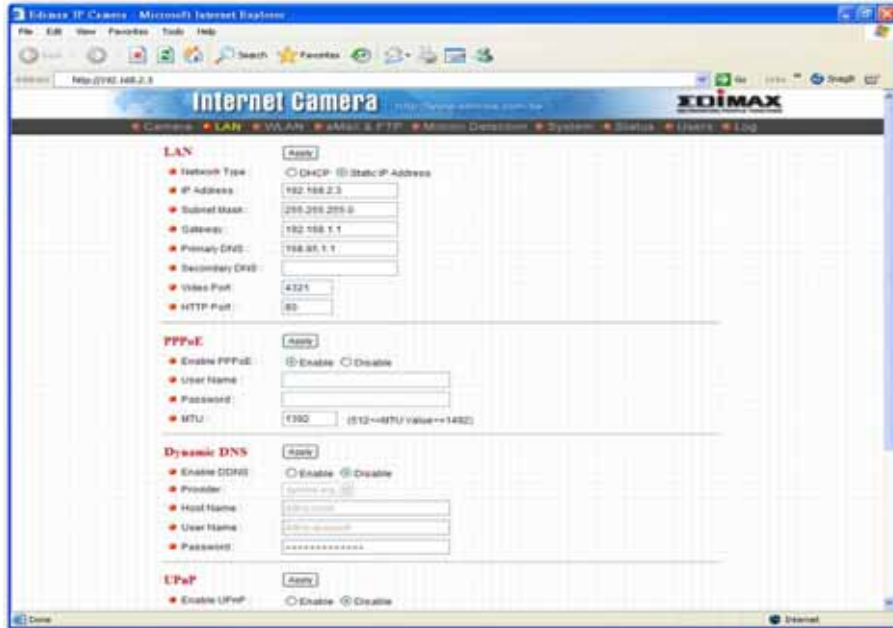 Edimax IP Camera - Microsoft Internet Explorer
File Edit View Favorites Tools Help
Search Favorites
http://192.168.2.3
Go
Internet Camera
EDIMAX
Camera LAN WLAN eMail & FTP Motion Detection System Status Users Log
LAN Apply
Network Type : DHCP Static IP Address
IP Address : 192.168.2.3
Subnet Mask : 255.255.255.0
Gateway : 192.168.1.1
Primary DNS : 168.95.1.1
Secondary DNS :
Video Port : 4321
HTTP Port : 80
PPPoE Apply
Enable PPPoE : Enable Disable
User Name :
Password :
MTU : 1392 (512<=MTU Value<=1492)
Dynamic DNS Apply
Enable DDNS : Enable Disable
Provider :
Host Name :
User Name :
Password :
UPnP Apply
Enable UPnP : Enable Disable
Done Internet